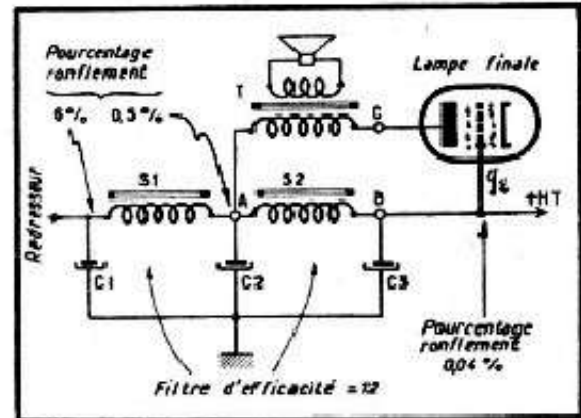 Pourcentage
ronflement
6% 0,5%
T
Lampe finale
G
S1
A
S2
B
g2
+HT
Redresseur
C1
C2
C3
Filtre d'efficacité = 12
Pourcentage
ronflement
0,04 %